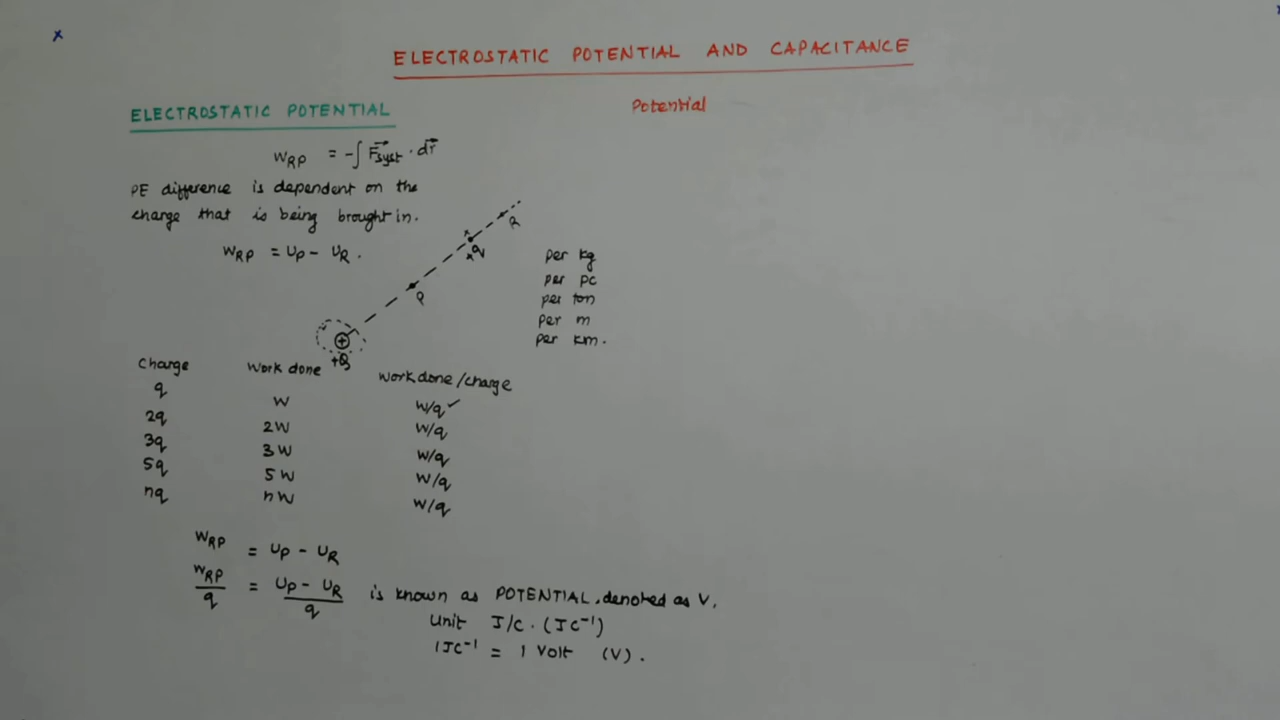 x
ELECTROSTATIC POTENTIAL AND CAPACITANCE
ELECTROSTATIC POTENTIAL
Potential
W_RP = -∫ F⃗_syst · dr⃗
PE difference is dependent on the
charge that is being brought in.
W_RP = U_P - U_R.
R
q
P
+
+Q
per kg
per pc
per ton
per m
per km.
Charge Work done Work done/charge
q W W/q ✓
2q 2W W/q
3q 3W W/q
5q 5W W/q
nq nW W/q
W_RP = U_P - U_R
W_RP/q = U_P - U_R/q is known as POTENTIAL, denoted as V.
Unit J/C. (JC⁻¹)
1JC⁻¹ = 1 Volt (V).